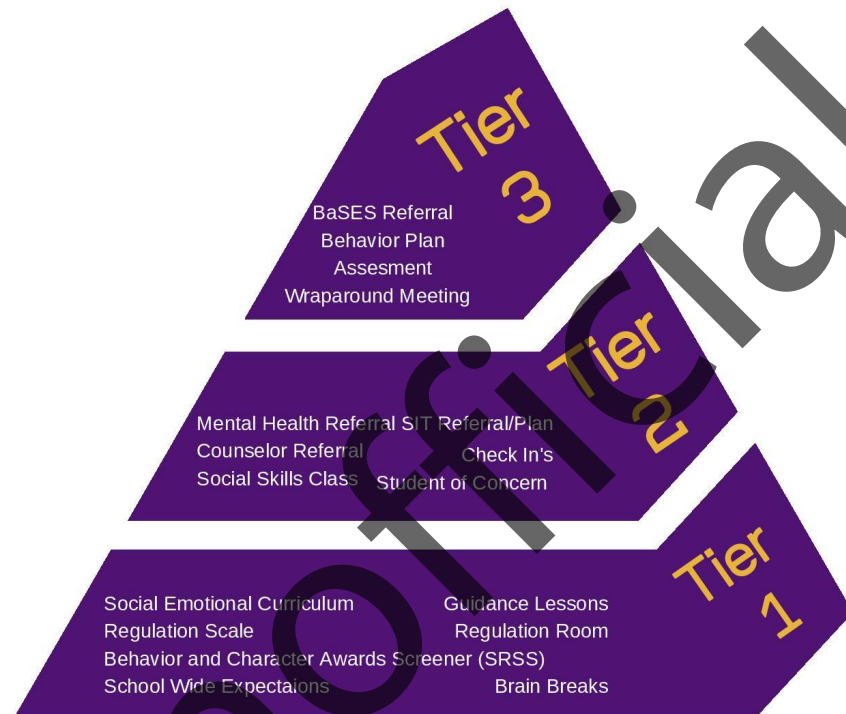 Tier
3
BaSES Referral
Behavior Plan
Assesment
Wraparound Meeting
Tier
2
Mental Health Referral SIT Referral/Plan
Counselor Referral Check In's
Social Skills Class Student of Concern
Tier
1
Social Emotional Curriculum Guidance Lessons
Regulation Scale Regulation Room
Behavior and Character Awards Screener (SRSS)
School Wide Expectaions Brain Breaks
nofficial